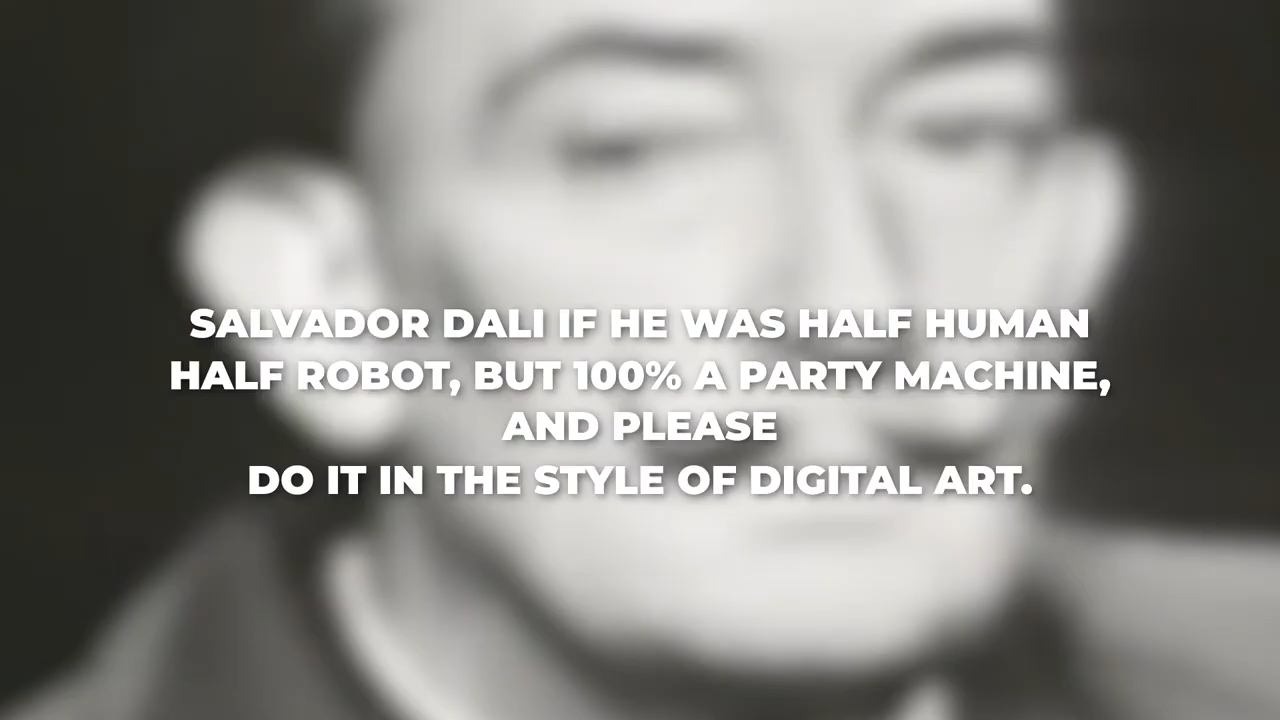 SALVADOR DALI IF HE WAS HALF HUMAN
HALF ROBOT, BUT 100% A PARTY MACHINE,
AND PLEASE
DO IT IN THE STYLE OF DIGITAL ART.